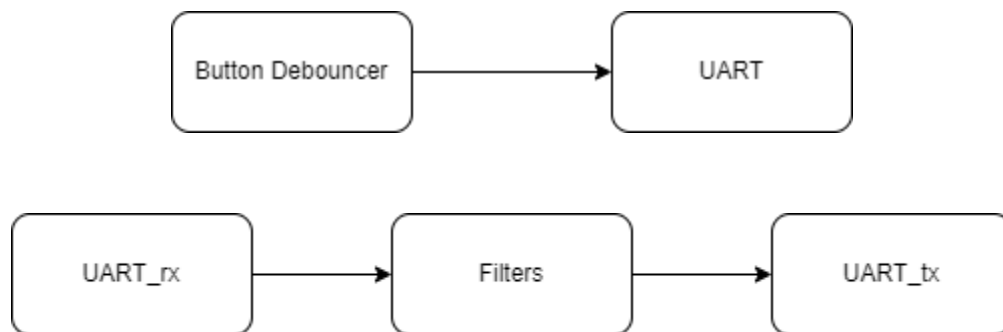 Button Debouncer
UART
UART_rx
Filters
UART_tx